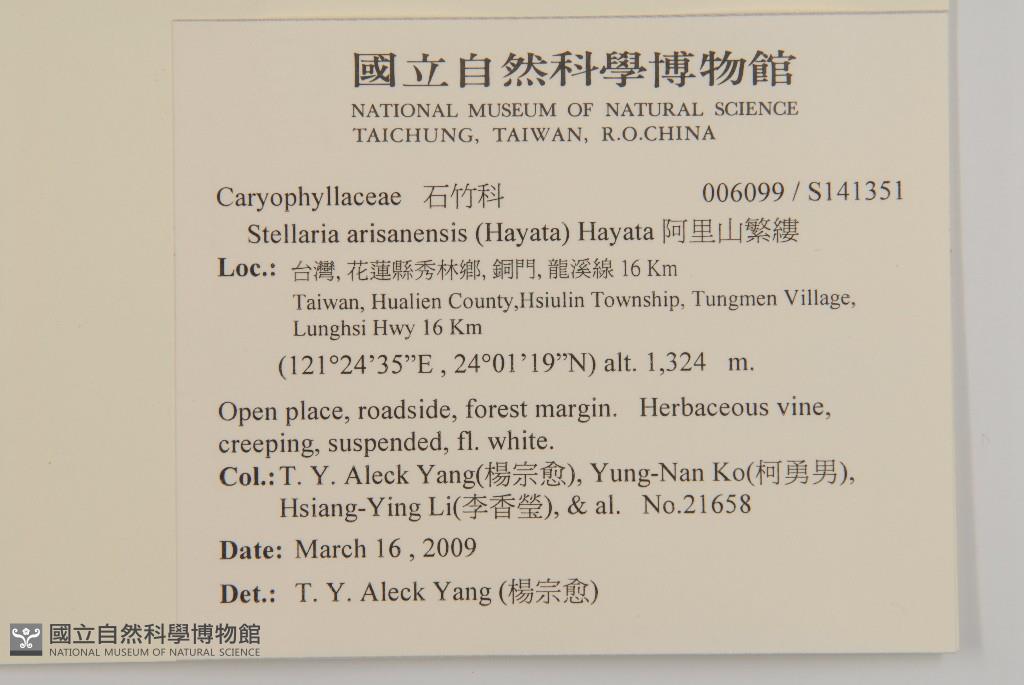 國立自然科學博物館
NATIONAL MUSEUM OF NATURAL SCIENCE
TAICHUNG, TAIWAN, R.O.CHINA
Caryophyllaceae 石竹科 006099 / S141351
Stellaria arisanensis (Hayata) Hayata 阿里山繁縷
Loc.: 台灣, 花蓮縣秀林鄉, 銅門, 龍溪線 16 Km
Taiwan, Hualien County,Hsiulin Township, Tungmen Village,
Lunghsi Hwy 16 Km
(121°24’35”E , 24°01’19”N) alt. 1,324 m.
Open place, roadside, forest margin. Herbaceous vine,
creeping, suspended, fl. white.
Col.: T. Y. Aleck Yang(楊宗愈), Yung-Nan Ko(柯勇男),
Hsiang-Ying Li(李香瑩), & al. No.21658
Date: March 16 , 2009
Det.: T. Y. Aleck Yang (楊宗愈)
國立自然科學博物館
NATIONAL MUSEUM OF NATURAL SCIENCE